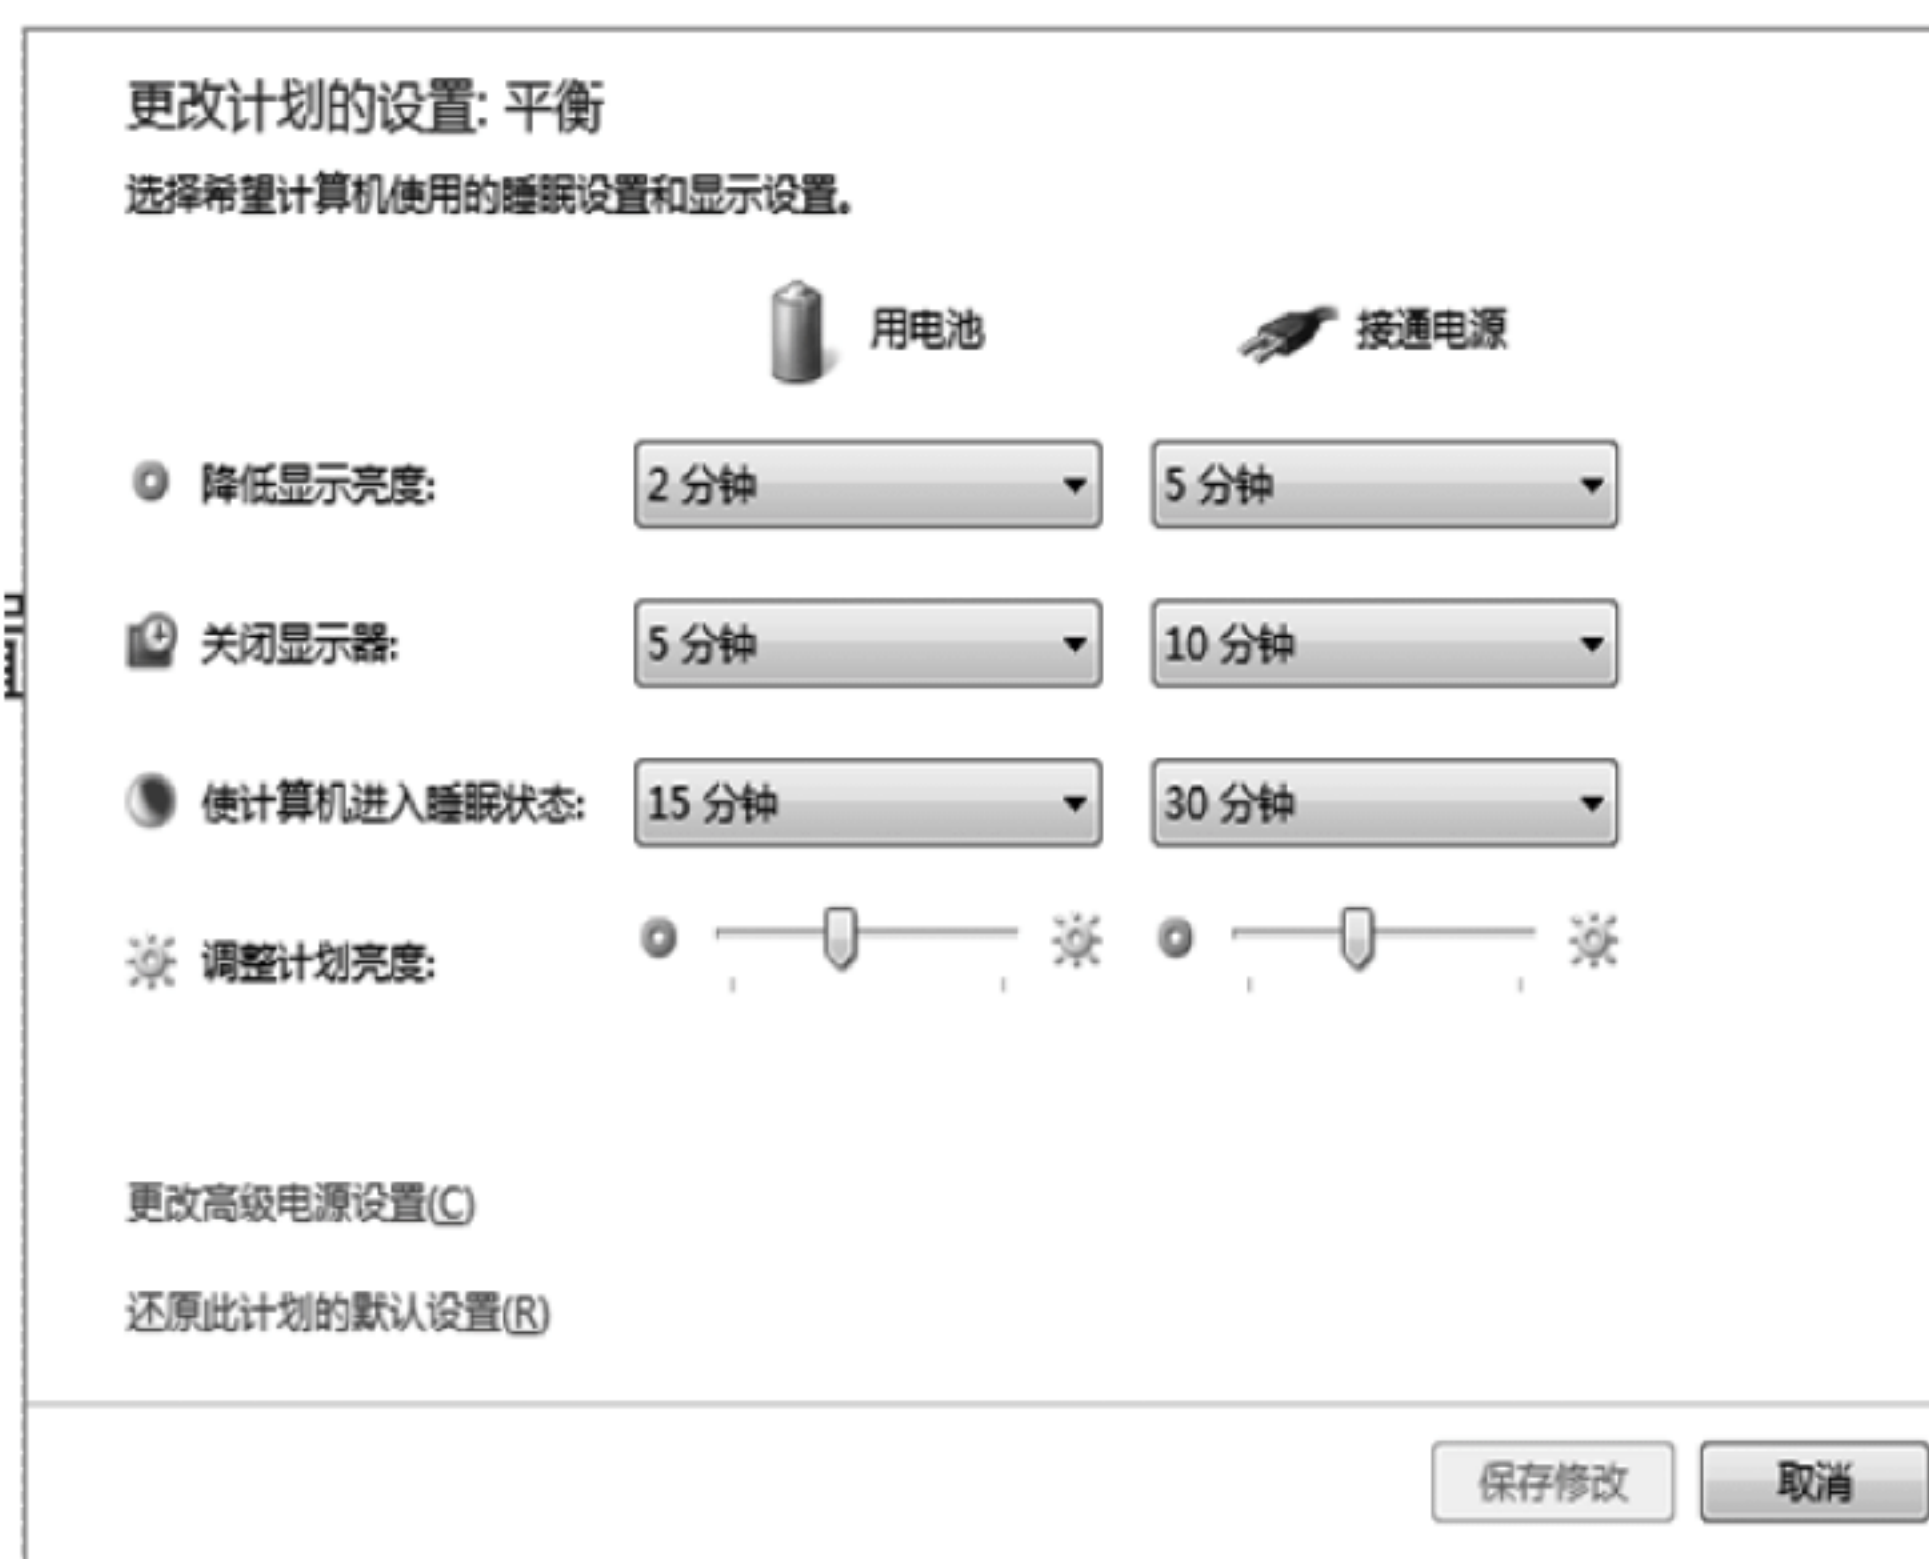 更改计划的设置: 平衡
选择希望计算机使用的睡眠设置和显示设置。
用电池 接通电源
降低显示亮度: 2 分钟 5 分钟
关闭显示器: 5 分钟 10 分钟
使计算机进入睡眠状态: 15 分钟 30 分钟
调整计划亮度:
更改高级电源设置(C)
还原此计划的默认设置(R)
保存修改 取消